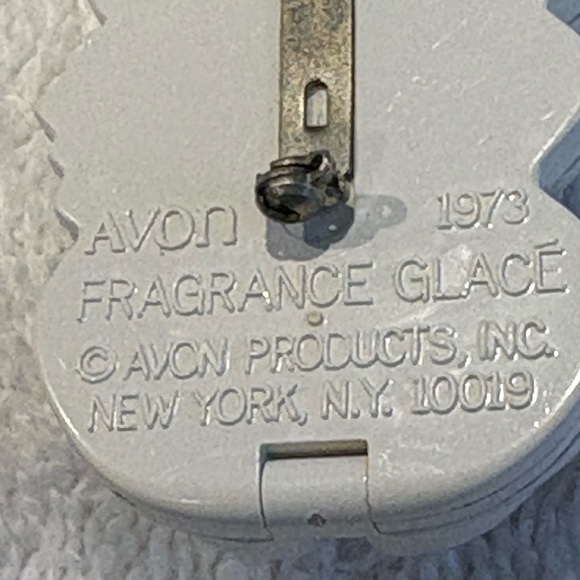 AVON 1973
FRAGRANCE GLACÉ
© AVON PRODUCTS, INC.
NEW YORK, N.Y. 10019